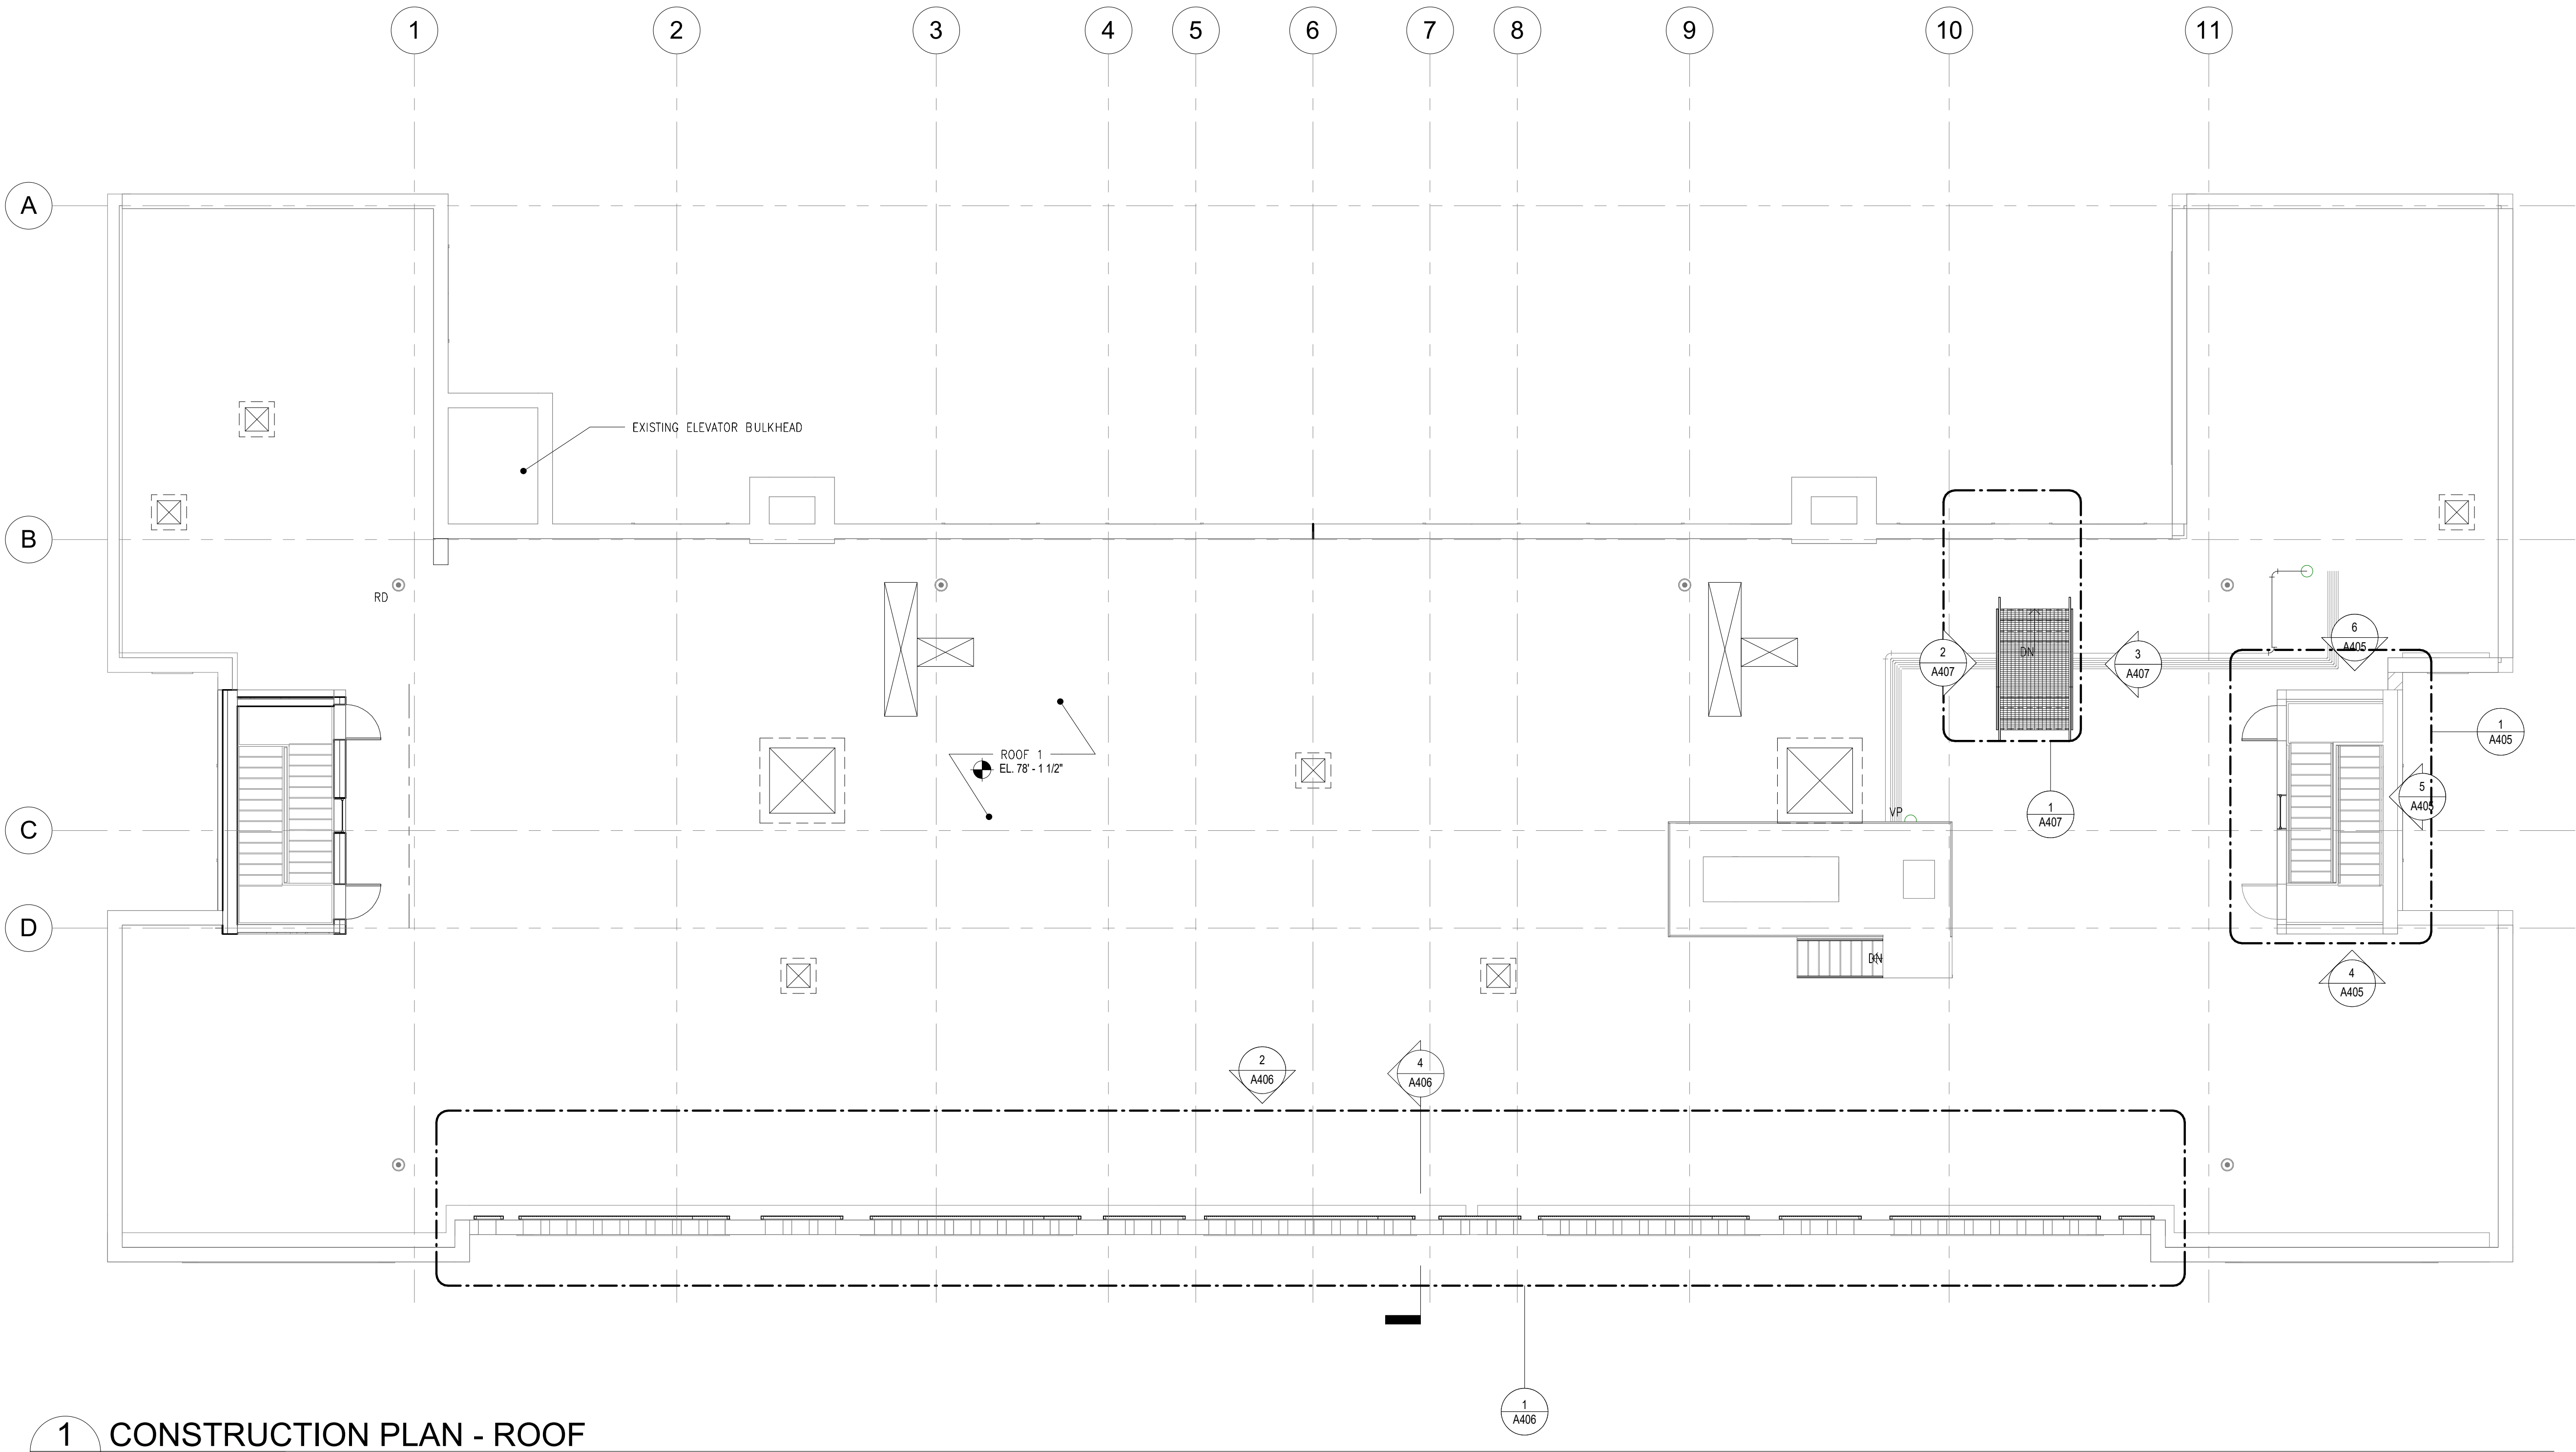 1
2
3
4
5
6
7
8
9
10
11
A
EXISTING ELEVATOR BULKHEAD
B
RD
6
A405
2
A407
DN
3
A407
1
A405
ROOF 1
EL. 78' - 1 1/2"
5
A405
VP
1
A407
C
D
DN
4
A405
2
A406
4
A406
1
A406
1 CONSTRUCTION PLAN - ROOF